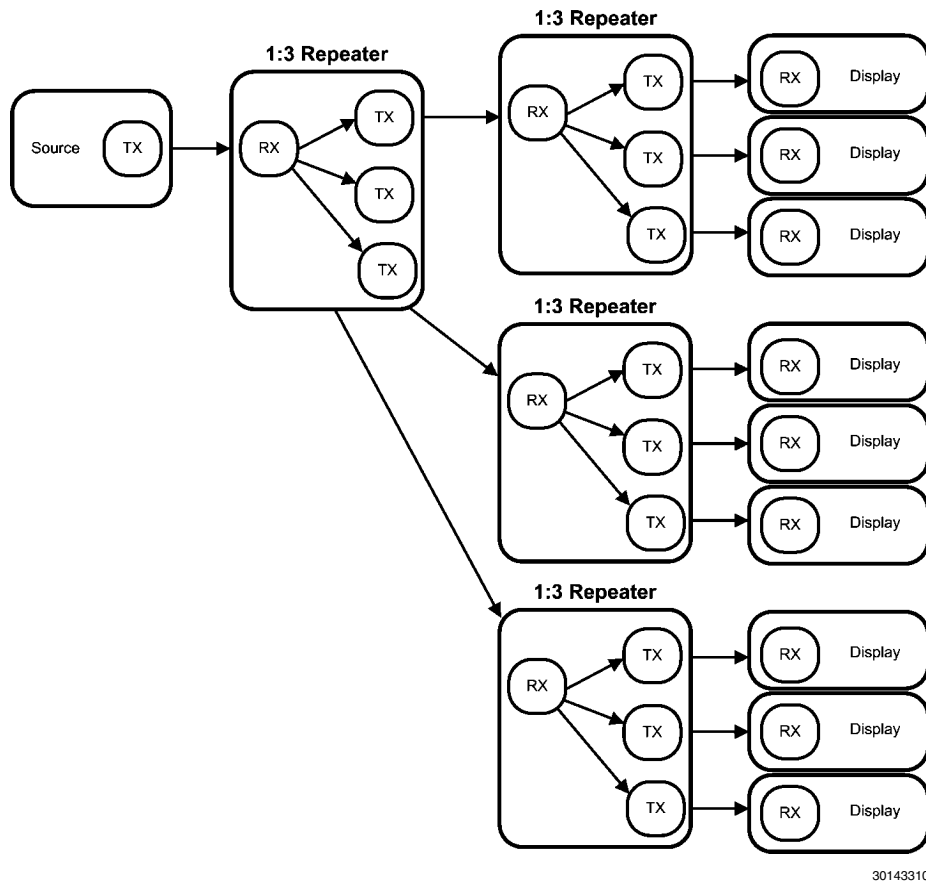 1:3 Repeater
1:3 Repeater
Source
TX
RX
TX
TX
TX
RX
TX
TX
TX
RX
Display
RX
Display
RX
Display
1:3 Repeater
RX
TX
TX
TX
RX
Display
RX
Display
RX
Display
1:3 Repeater
RX
TX
TX
TX
RX
Display
RX
Display
RX
Display
30143310